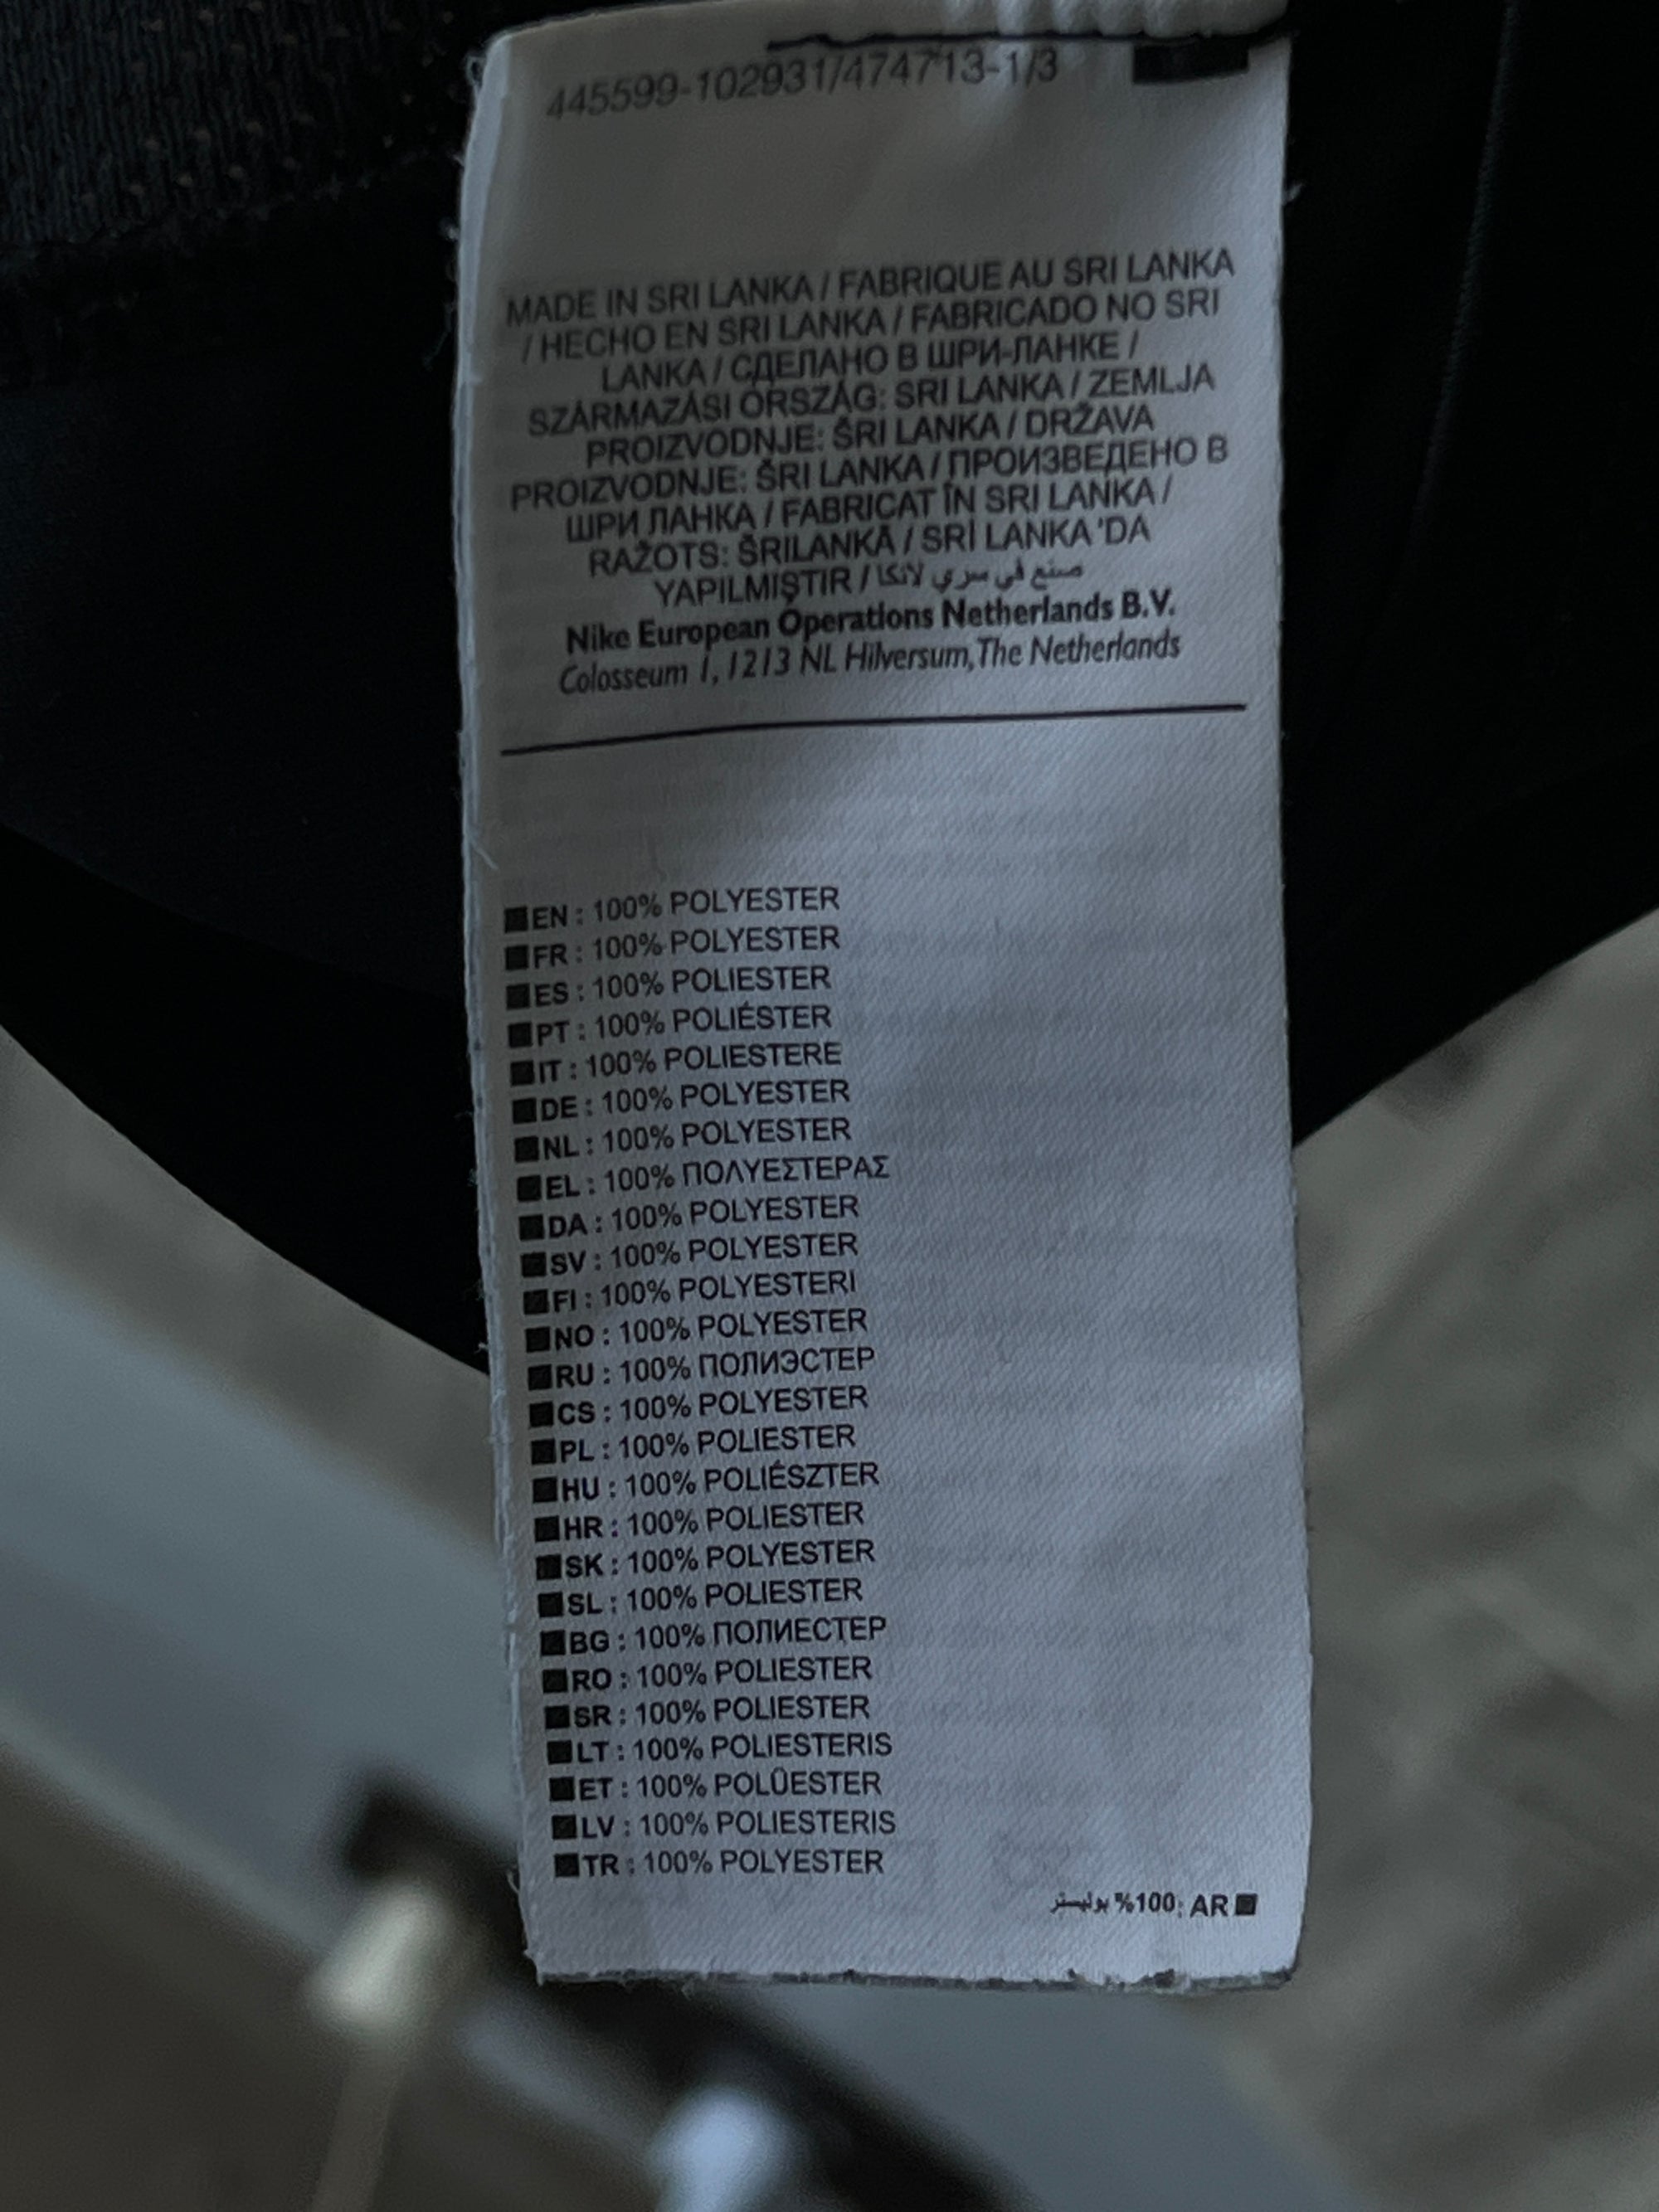 445599-102931/474713-1/3
MADE IN SRI LANKA / FABRIQUE AU SRI LANKA
/ HECHO EN SRI LANKA / FABRICADO NO SRI
LANKA / СДЕЛАНО В ШРИ-ЛАНКЕ /
SZÁRMAZÁSI ORSZÁG: SRI LANKA / ZEMLJA
PROIZVODNJE: ŠRI LANKA / DRŽAVA
PROIZVODNJE: ŠRI LANKA / ПРОИЗВЕДЕНО В
ШРИ ЛАНКА / FABRICAT ÎN SRI LANKA /
RAŽOTS: ŠRILANKĀ / SRİ LANKA 'DA
YAPILMIŞTIR / صنع في سري لانكا
Nike European Operations Netherlands B.V.
Colosseum 1, 1213 NL Hilversum, The Netherlands
EN : 100% POLYESTER
FR : 100% POLYESTER
ES : 100% POLIESTER
PT : 100% POLIÉSTER
IT : 100% POLIESTERE
DE : 100% POLYESTER
NL : 100% POLYESTER
EL : 100% ΠΟΛΥΕΣΤΕΡΑΣ
DA : 100% POLYESTER
SV : 100% POLYESTER
FI : 100% POLYESTERI
NO : 100% POLYESTER
RU : 100% ПОЛИЭСТЕР
CS : 100% POLYESTER
PL : 100% POLIESTER
HU : 100% POLIÉSZTER
HR : 100% POLIESTER
SK : 100% POLYESTER
SL : 100% POLIESTER
BG : 100% ПОЛИЕСТЕР
RO : 100% POLIESTER
SR : 100% POLIESTER
LT : 100% POLIESTERIS
ET : 100% POLÜESTER
LV : 100% POLIESTERIS
TR : 100% POLYESTER
AR : 100% بوليستر